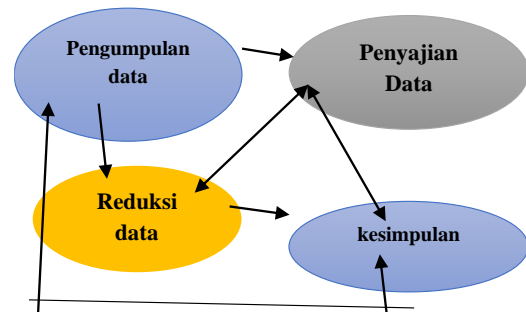 Pengumpulan
data
Penyajian
Data
Reduksi
data
kesimpulan